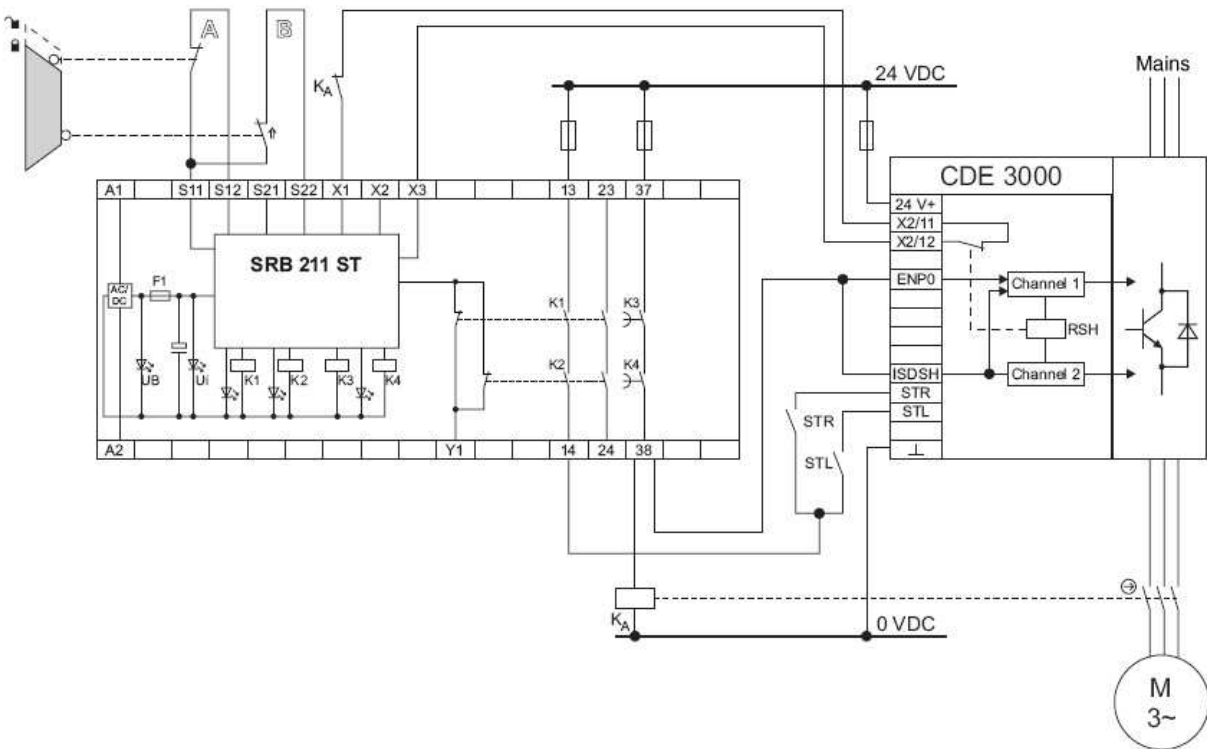 A B
24 VDC
Mains
K_A
A1 S11 S12 S21 S22 X1 X2 X3 13 23 37
CDE 3000
24 V+
X2/11
X2/12
SRB 211 ST
AC/
DC
F1
ENP0
Channel 1
K1 K3
RSH
K2 K4
UB Ui K1 K2 K3 K4
ISDSH
Channel 2
STR
STL
STR
STL
⊥
A2 Y1 14 24 38
K_A
0 VDC
M
3~